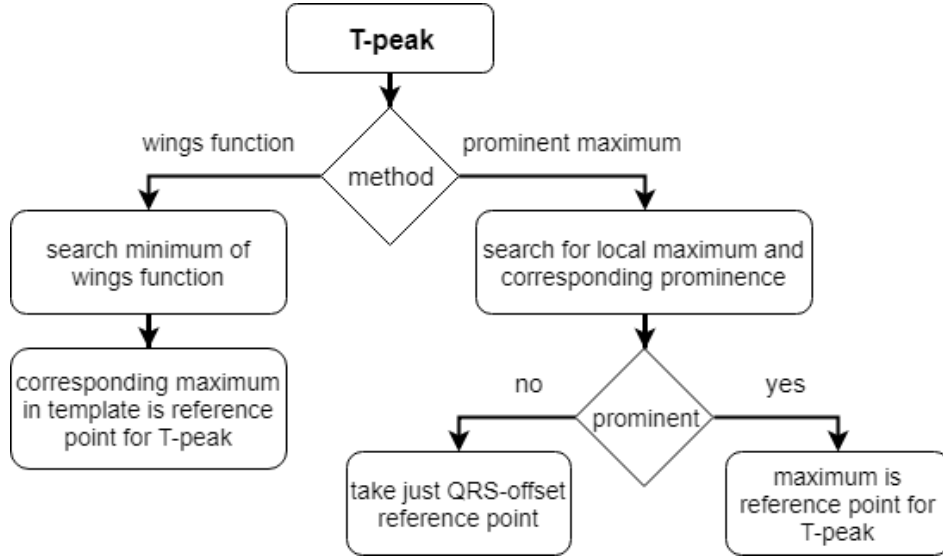 T-peak
wings function
prominent maximum
method
search minimum of
wings function
search for local maximum and
corresponding prominence
corresponding maximum
in template is reference
point for T-peak
no
yes
prominent
take just QRS-offset
reference point
maximum is
reference point for
T-peak